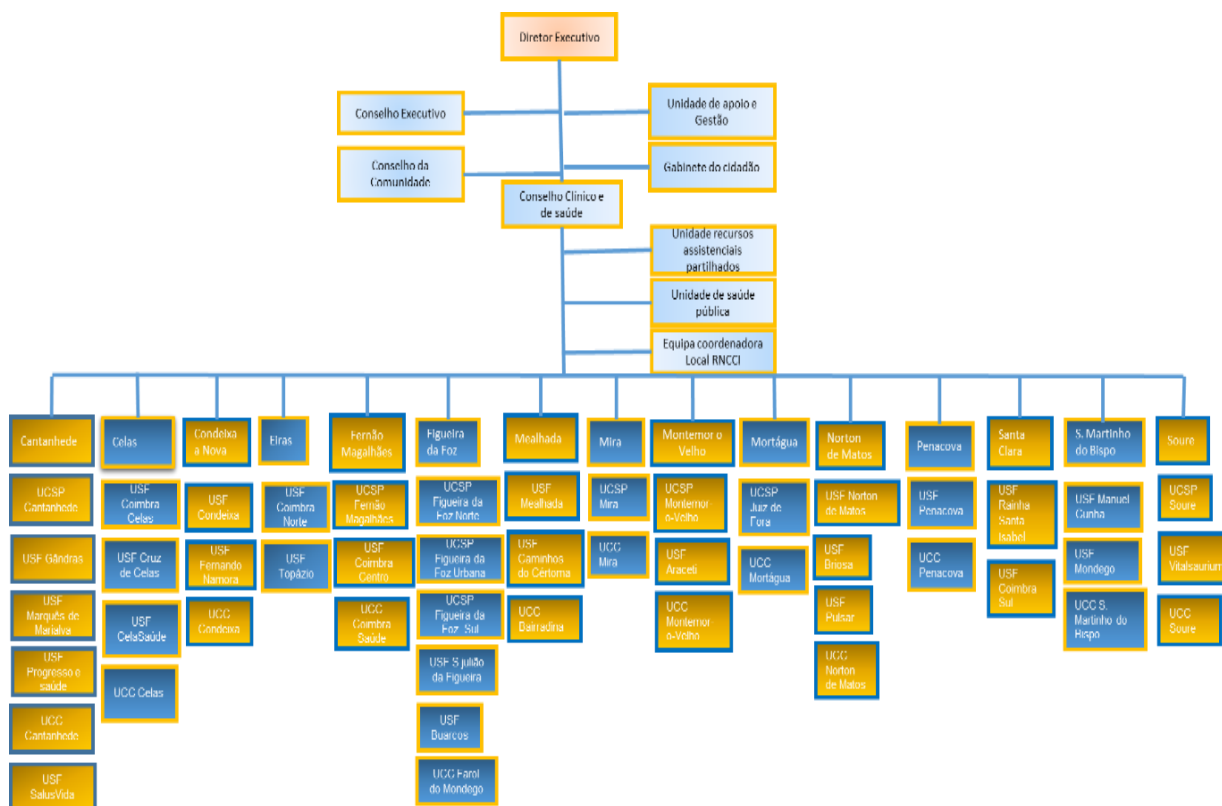 Diretor Executivo
Conselho Executivo
Unidade de apoio e
Gestão
Conselho da
Comunidade
Gabinete do cidadão
Conselho Clínico e
de saúde
Unidade recursos
assistenciais
partilhados
Unidade de saúde
pública
Equipa coordenadora
Local RNCCI
Cantanhede
UCSP
Cantanhede
USF Gândras
USF
Marquês de
Marialva
USF
Progresso e
saúde
UCC
Cantanhede
USF
SalusVida
Celas
USF
Coimbra
Celas
USF Cruz
de Celas
USF
CelaSaúde
UCC Celas
Condeixa
a Nova
USF
Condeixa
USF
Fernando
Namora
UCC
Condeixa
Eiras
USF
Coimbra
Norte
USF
Topázio
Fernão
Magalhães
UCSP
Fernão
Magalhães
USF
Coimbra
Centro
UCC
Coimbra
Saúde
Figueira
da Foz
UCSP
Figueira da
Foz Norte
UCSP
Figueira da
Foz Urbana
UCSP
Figueira da
Foz Sul
USF S julião
da Figueira
USF
Buarcos
UCC Farol
do Mondego
Mealhada
USF
Mealhada
USF
Caminhos
do Cértoma
UCC
Bairradina
Mira
UCSP
Mira
UCC
Mira
Montemor o
Velho
UCSP
Montemor-
o-Velho
USF
Araceti
UCC
Montemor-
o-Velho
Mortágua
UCSP
Juiz de
Fora
UCC
Mortágua
Norton
de Matos
USF Norton
de Matos
USF
Briosa
USF
Pulsar
UCC
Norton
de Matos
Penacova
USF
Penacova
UCC
Penacova
Santa
Clara
USF
Rainha
Santa
Isabel
USF
Coimbra
Sul
S. Martinho
do Bispo
USF Manuel
Cunha
USF
Mondego
UCC S.
Martinho do
Bispo
Soure
UCSP
Soure
USF
Vitalsaurium
UCC
Soure